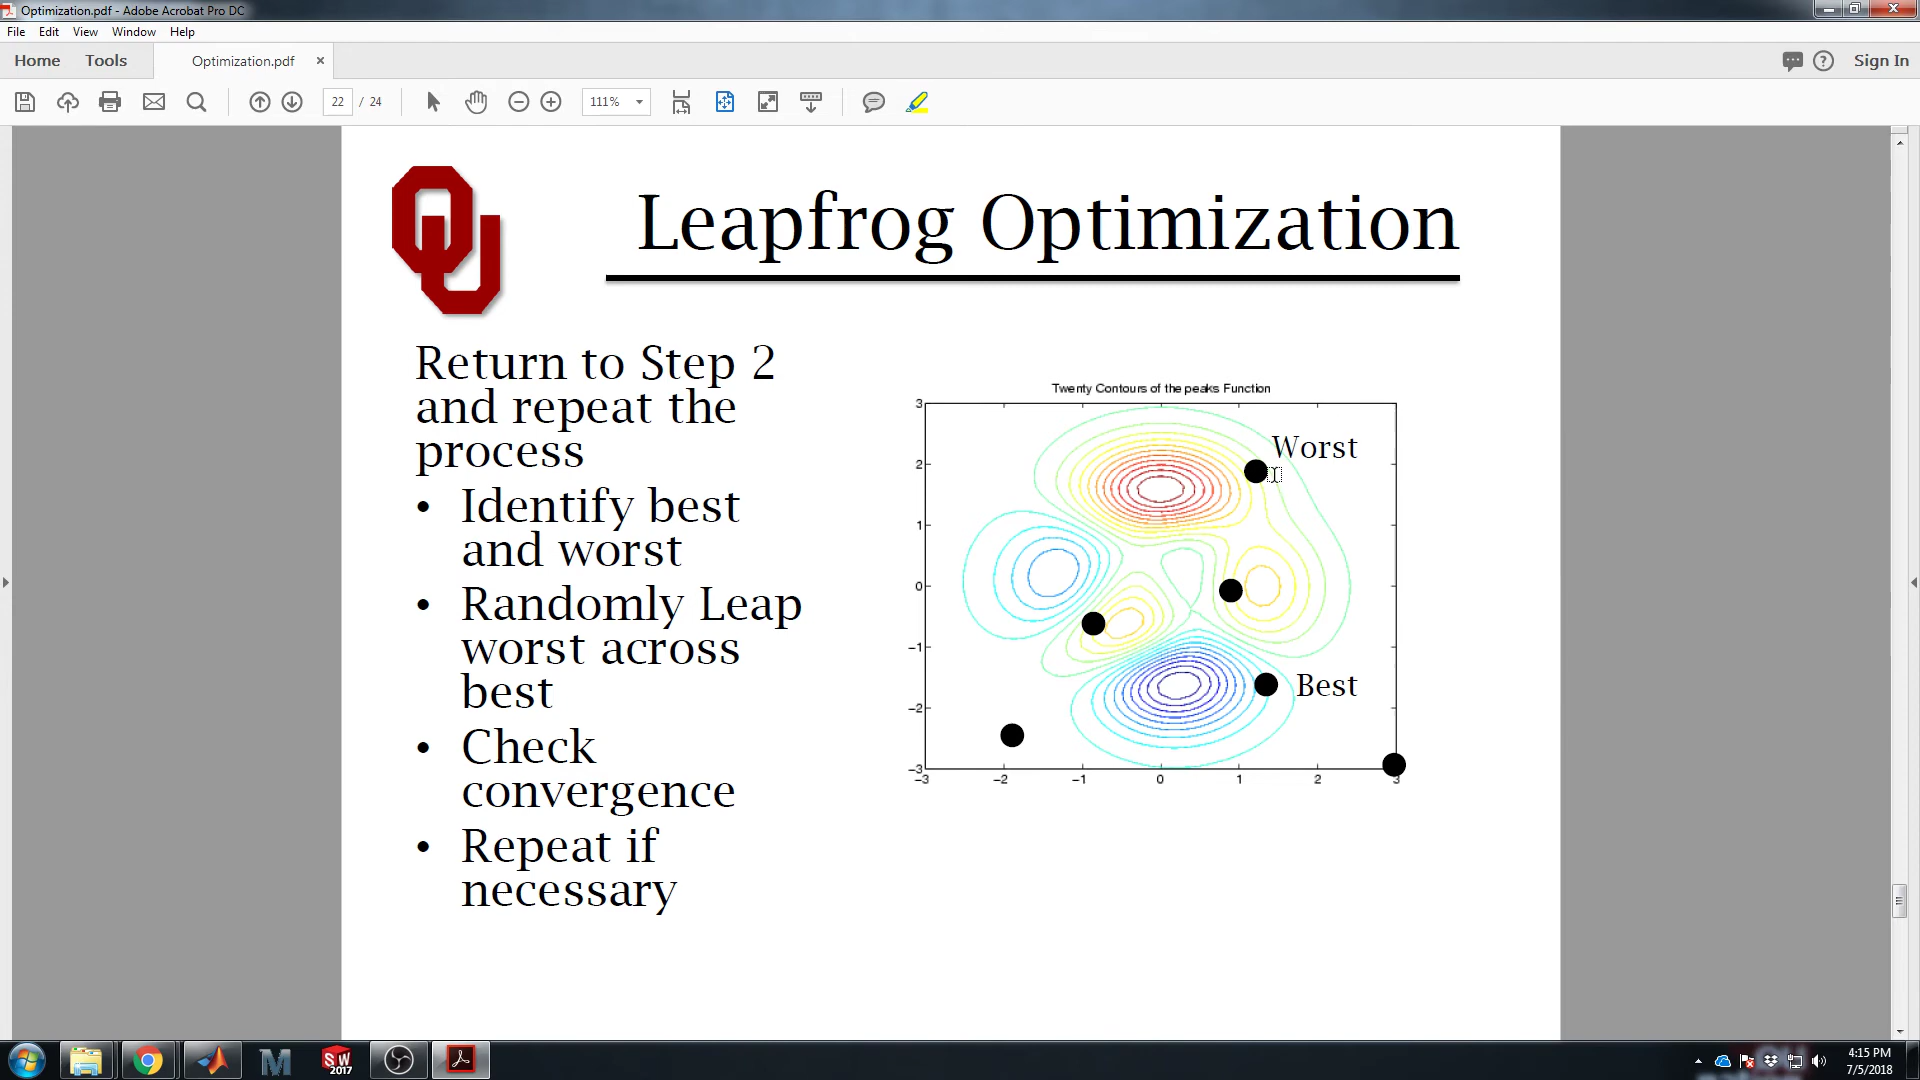 Optimization.pdf - Adobe Acrobat Pro DC
File Edit View Window Help
Home Tools Optimization.pdf × Sign In
22 / 24 111%
OU
Leapfrog Optimization
Return to Step 2
and repeat the
process
• Identify best
and worst
• Randomly Leap
worst across
best
• Check
convergence
• Repeat if
necessary
Twenty Contours of the peaks Function
3
2
1
0
−1
−2
−3
−3 −2 −1 0 1 2 3
Worst
Best
SW
2017
4:15 PM
7/5/2018